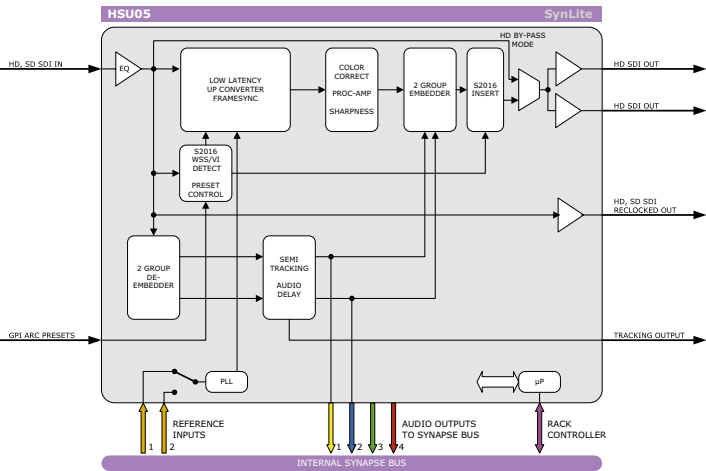 HSU05
SynLite
HD BY-PASS
MODE
HD, SD SDI IN
EQ
LOW LATENCY
UP CONVERTER
FRAMESYNC
COLOR
CORRECT
PROC-AMP
SHARPNESS
2 GROUP
EMBEDDER
S2016
INSERT
HD SDI OUT
HD SDI OUT
S2016
WSS/VI
DETECT
PRESET
CONTROL
HD, SD SDI
RECLOCKED OUT
2 GROUP
DE-
EMBEDDER
SEMI
TRACKING
AUDIO
DELAY
GPI ARC PRESETS
TRACKING OUTPUT
PLL
µP
REFERENCE
INPUTS
1
2
1
2
3
4
AUDIO OUTPUTS
TO SYNAPSE BUS
RACK
CONTROLLER
INTERNAL SYNAPSE BUS